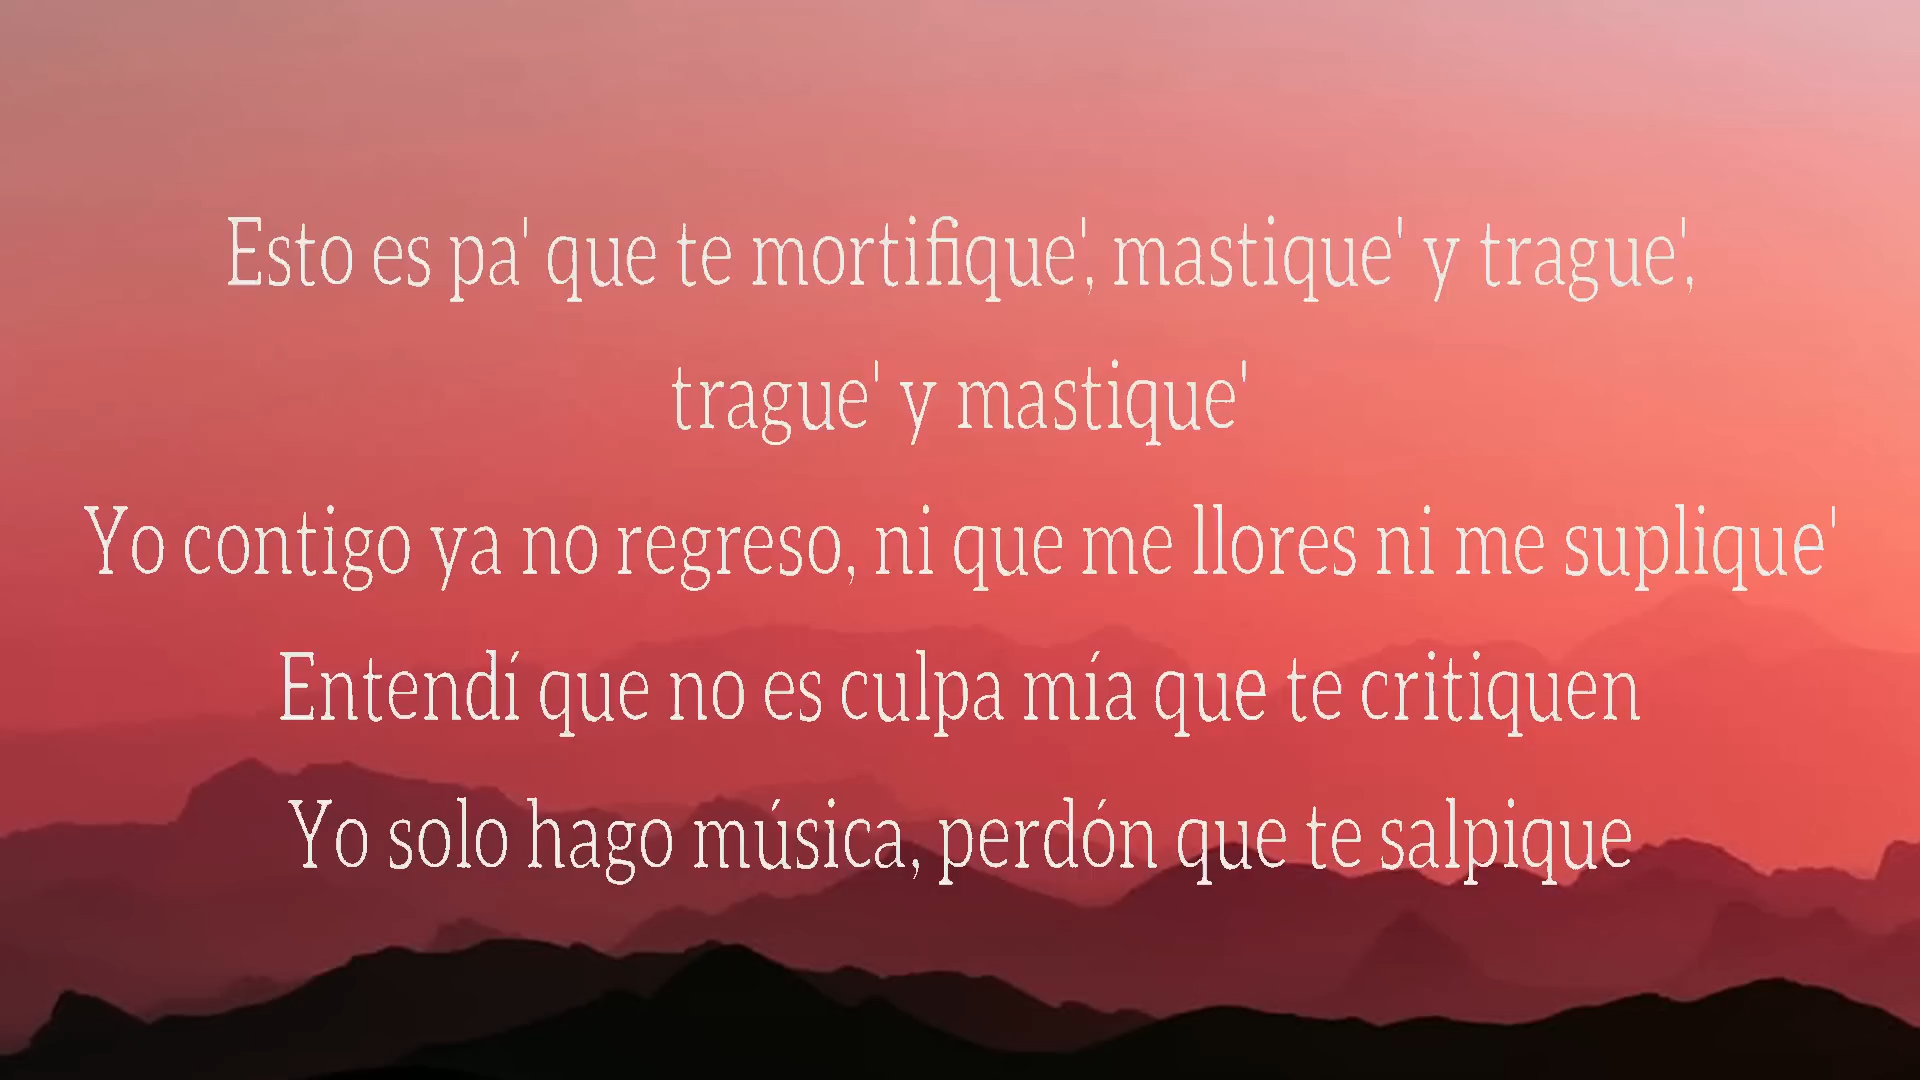 Esto es pa' que te mortifique', mastique' y trague',
trague' y mastique'
Yo contigo ya no regreso, ni que me llores ni me suplique'
Entendí que no es culpa mía que te critiquen
Yo solo hago música, perdón que te salpique